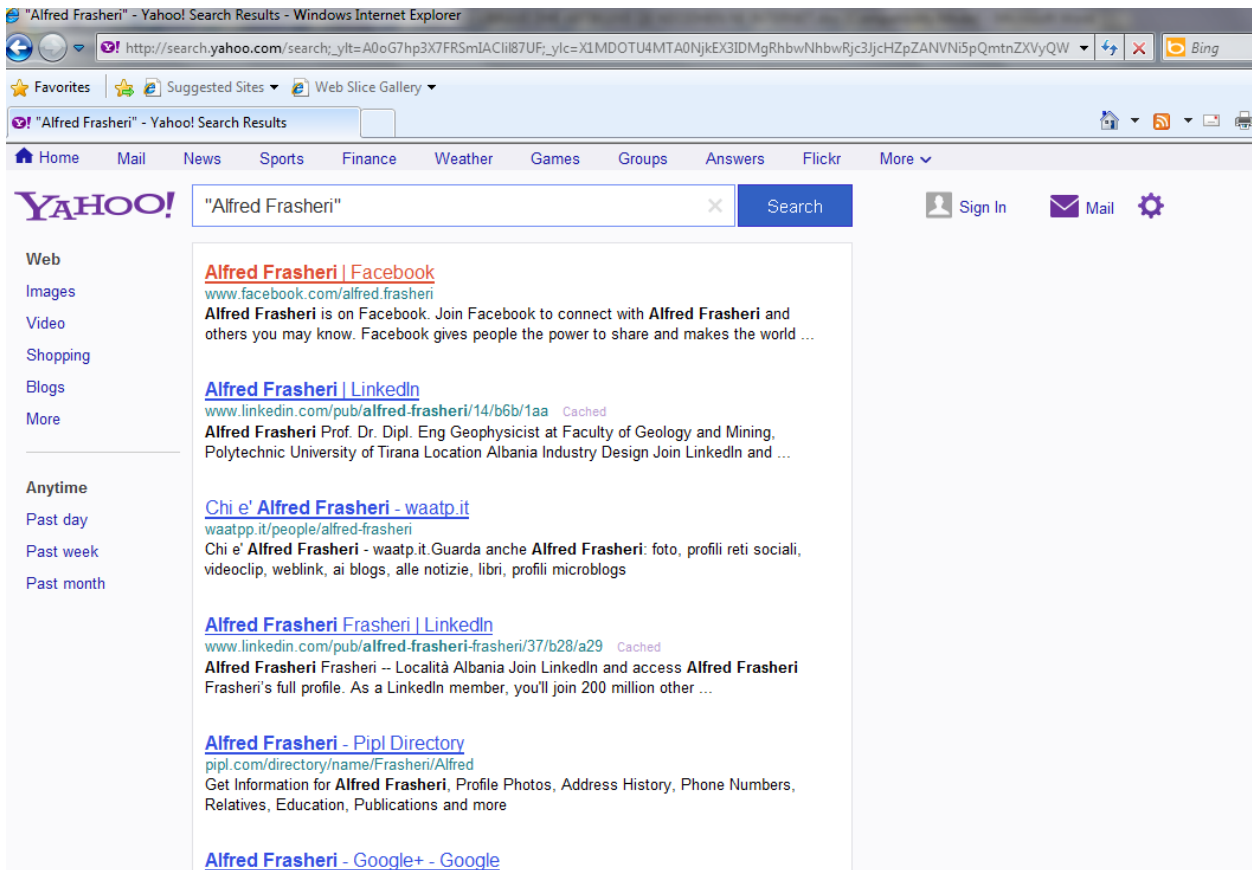 "Alfred Frasheri" - Yahoo! Search Results - Windows Internet Explorer
http://search.yahoo.com/search;_ylt=A0oG7hp3X7FRSmIACIil87UF;_ylc=X1MDOTU4MTA0NjkEX3IDMgRhbwNhbwRjc3JjcHZpZANVNi5pQmtnZXVyQW Bing
Favorites Suggested Sites Web Slice Gallery
"Alfred Frasheri" - Yahoo! Search Results
Home Mail News Sports Finance Weather Games Groups Answers Flickr More
YAHOO! "Alfred Frasheri" Search Sign In Mail
Web
Images
Video
Shopping
Blogs
More
Anytime
Past day
Past week
Past month
Alfred Frasheri | Facebook
www.facebook.com/alfred.frasheri
Alfred Frasheri is on Facebook. Join Facebook to connect with Alfred Frasheri and
others you may know. Facebook gives people the power to share and makes the world ...
Alfred Frasheri | LinkedIn
www.linkedin.com/pub/alfred-frasheri/14/b6b/1aa Cached
Alfred Frasheri Prof. Dr. Dipl. Eng Geophysicist at Faculty of Geology and Mining,
Polytechnic University of Tirana Location Albania Industry Design Join LinkedIn and ...
Chi e' Alfred Frasheri - waatp.it
waatpp.it/people/alfred-frasheri
Chi e' Alfred Frasheri - waatp.it.Guarda anche Alfred Frasheri: foto, profili reti sociali,
videoclip, weblink, ai blogs, alle notizie, libri, profili microblogs
Alfred Frasheri Frasheri | LinkedIn
www.linkedin.com/pub/alfred-frasheri-frasheri/37/b28/a29 Cached
Alfred Frasheri Frasheri -- Località Albania Join LinkedIn and access Alfred Frasheri
Frasheri's full profile. As a LinkedIn member, you'll join 200 million other ...
Alfred Frasheri - Pipl Directory
pipl.com/directory/name/Frasheri/Alfred
Get Information for Alfred Frasheri, Profile Photos, Address History, Phone Numbers,
Relatives, Education, Publications and more
Alfred Frasheri - Google+ - Google